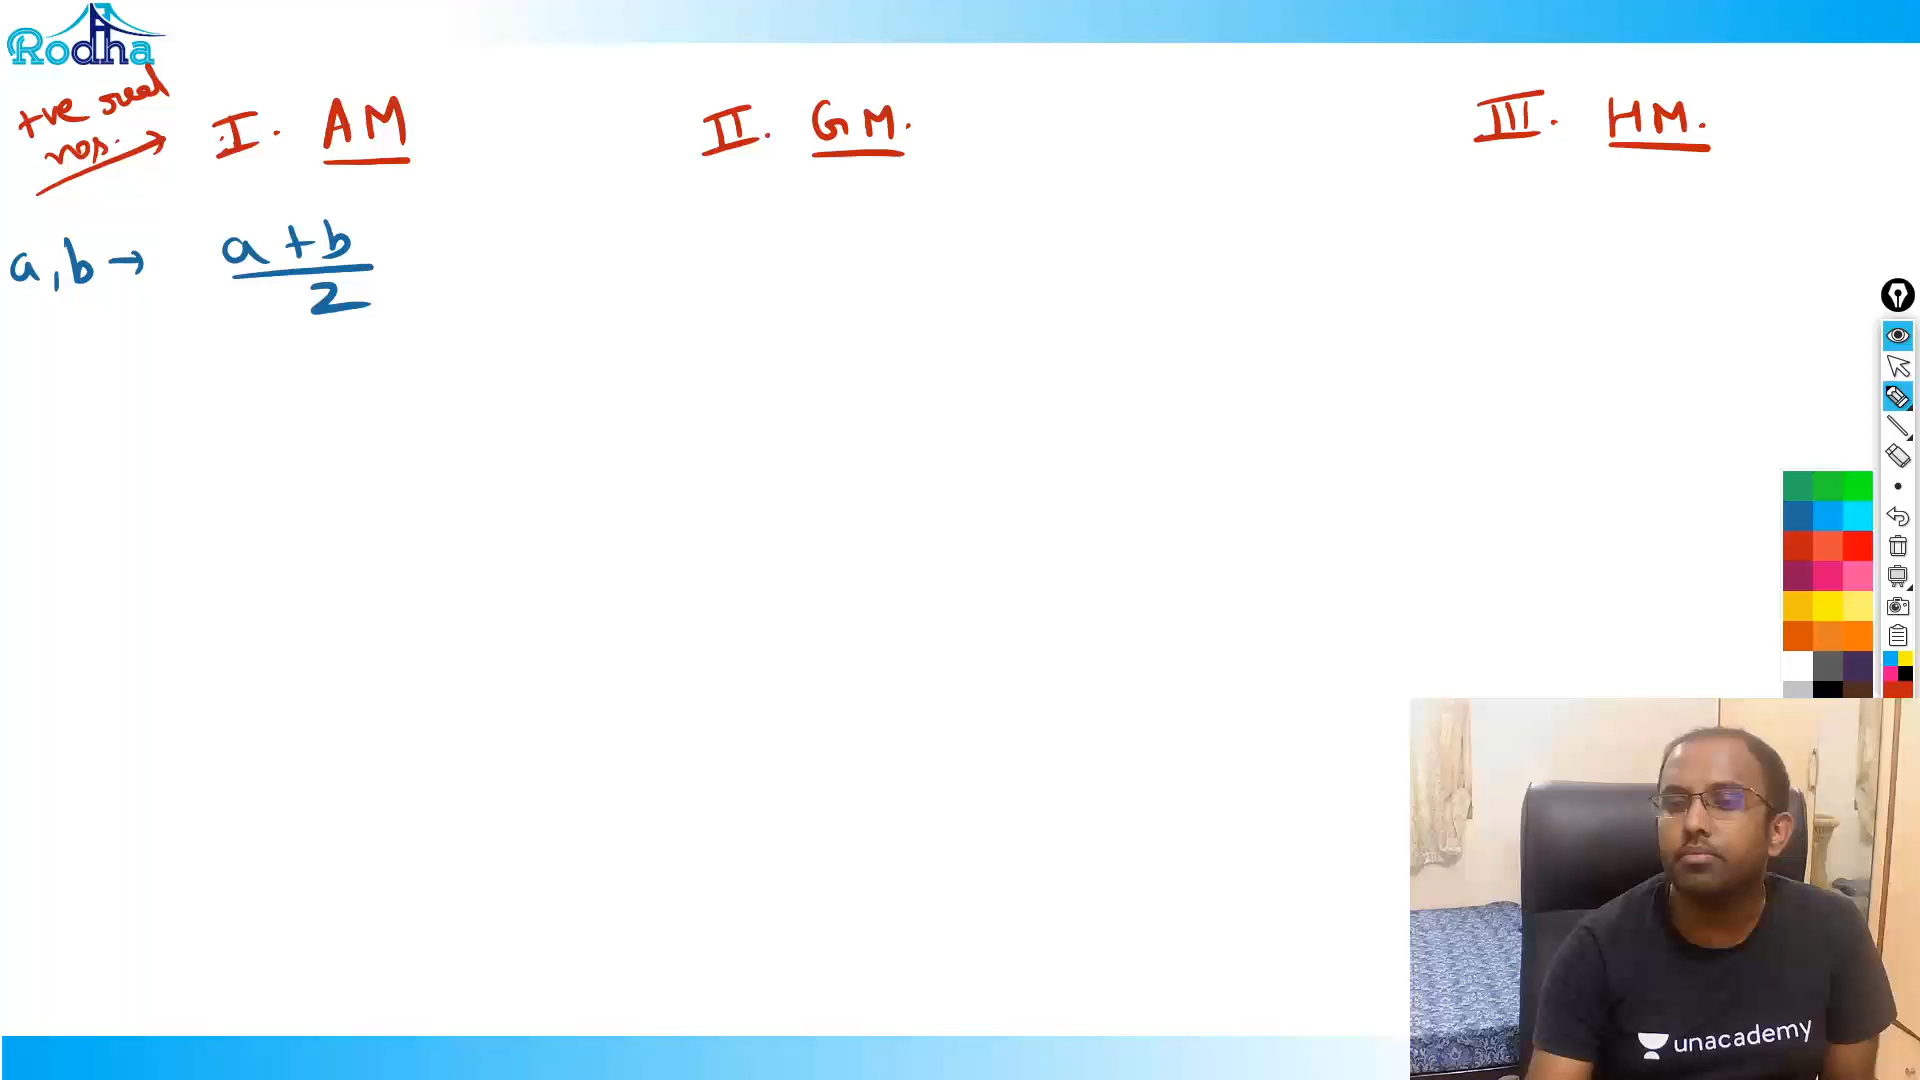 Rodha
+ve real
nos.
I. AM
II. GM.
III. HM.
a, b → a + b
2
unacademy